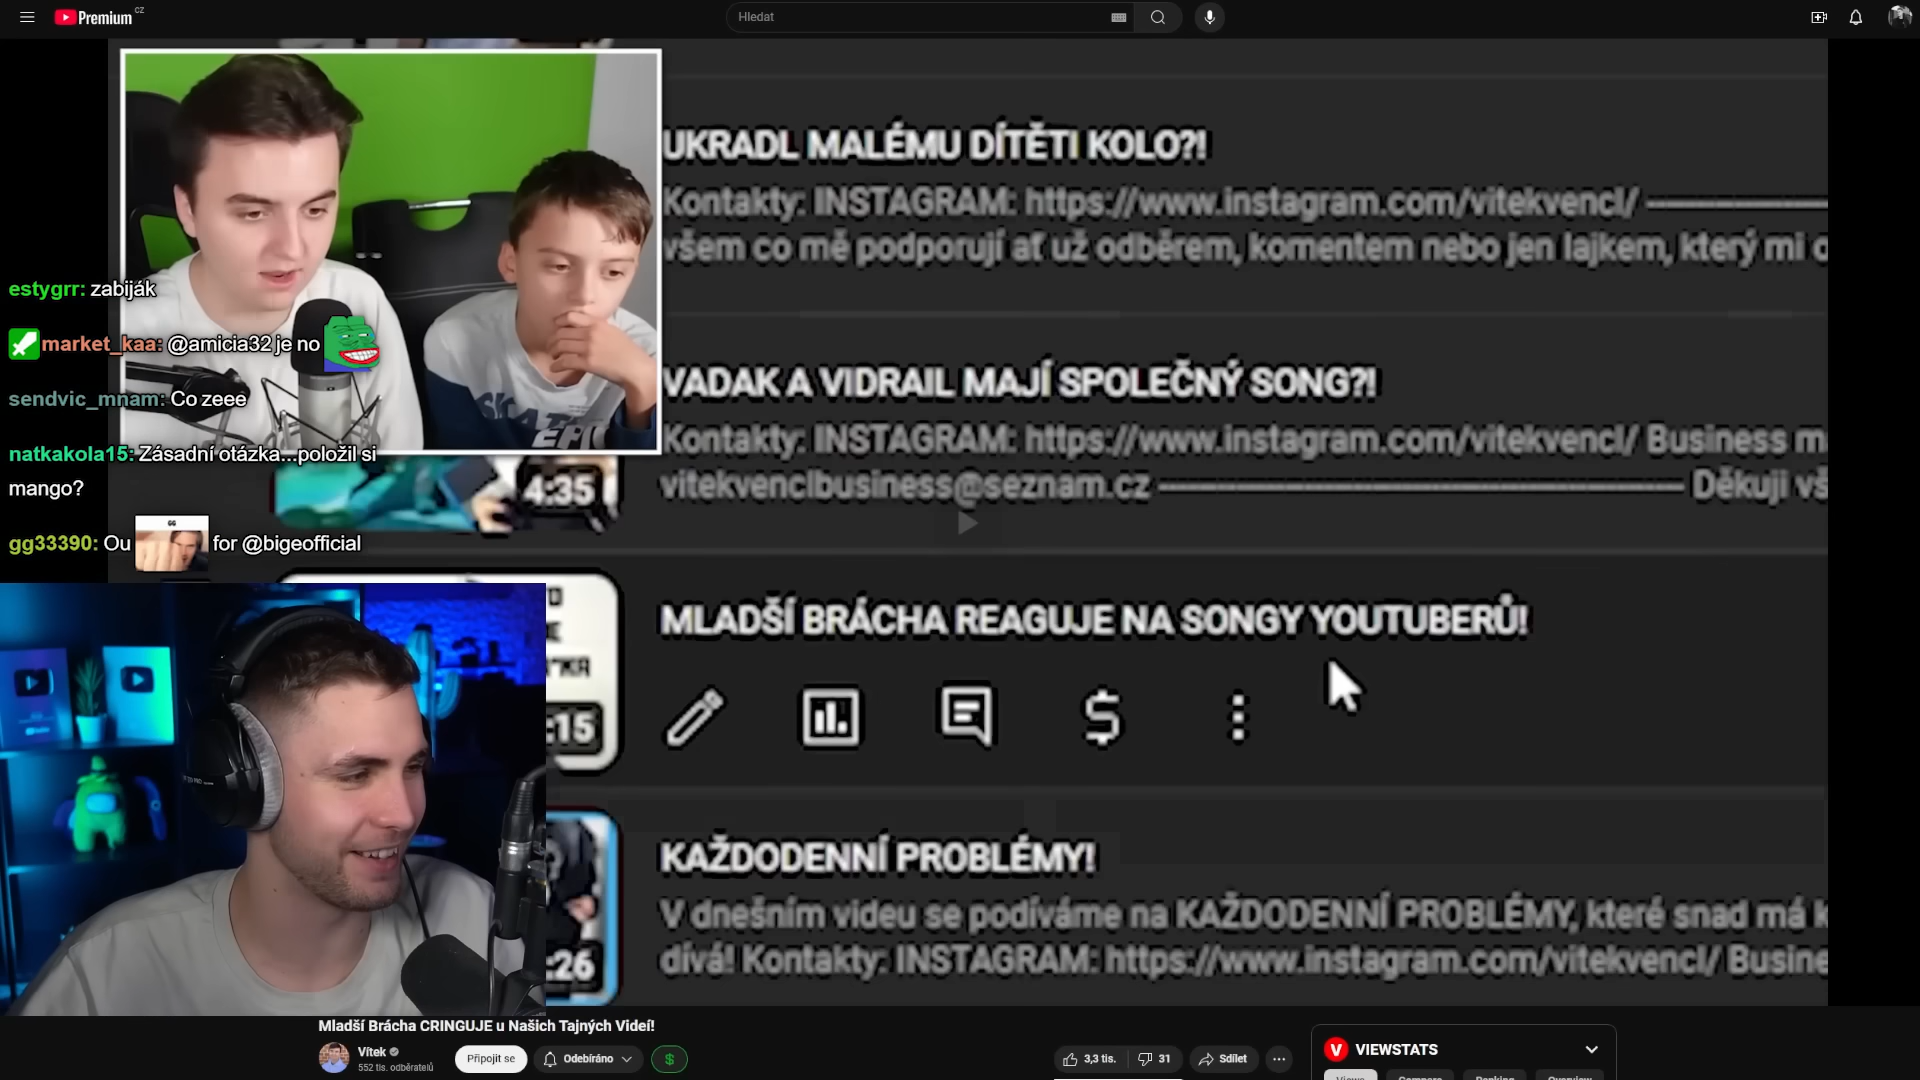 Premium CZ
Hledat
UKRADL MALÉMU DÍTĚTI KOLO?!
Kontakty: INSTAGRAM: https://www.instagram.com/vitekvencl/
všem co mě podporují ať už odběrem, komentem nebo jen lajkem, který mi
VADAK A VIDRAIL MAJÍ SPOLEČNÝ SONG?!
Kontakty: INSTAGRAM: https://www.instagram.com/vitekvencl/ Business
vitekvenclbusiness@seznam.cz
Děkuji
4:35
MLADŠÍ BRÁCHA REAGUJE NA SONGY YOUTUBERŮ!
:15
KAŽDODENNÍ PROBLÉMY!
V dnešním videu se podíváme na KAŽDODENNÍ PROBLÉMY, které snad má
dívá! Kontakty: INSTAGRAM: https://www.instagram.com/vitekvencl/
:26
estygrr: zabiják
market_kaa: @amicia32 je no
sendvic_mnam: Co zeee
natkakola15: Zásadní otázka...položil si
mango?
gg33390: Ou GG for @bigeofficial
Mladší Brácha CRINGUJE u Našich Tajných Videí!
Vítek
552 tis. odběratelů
Připojit se
Odebíráno
3,3 tis.
31
Sdílet
VIEWSTATS